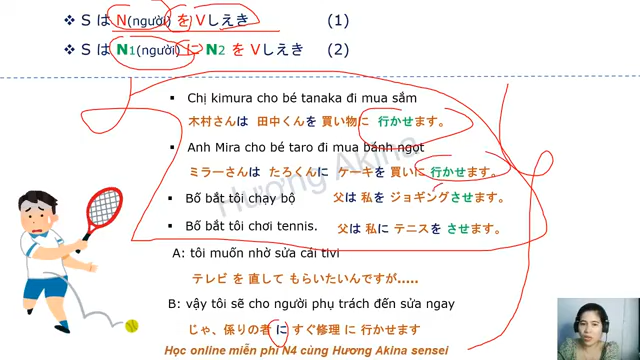 ❖ S は N(người) を Vしえき (1)
❖ S は N1(người) に N2 を Vしえき (2)
▪ Chị kimura cho bé tanaka đi mua sắm
木村さんは 田中くんを 買い物に 行かせます。
▪ Anh Mira cho bé taro đi mua bánh ngọt
ミラーさんは たろくんに ケーキを 買いに 行かせます。
▪ Bố bắt tôi chạy bộ 父は 私を ジョギングさせます。
▪ Bố bắt tôi chơi tennis. 父は 私に テニスを させます。
A: tôi muốn nhờ sửa cái tivi
テレビ を 直して もらいたいんですが.....
B: vậy tôi sẽ cho người phụ trách đến sửa ngay
じゃ、係りの者 に すぐ修理 に 行かせます
Học online miễn phí N4 cùng Hương Akina sensei
Hương Akina